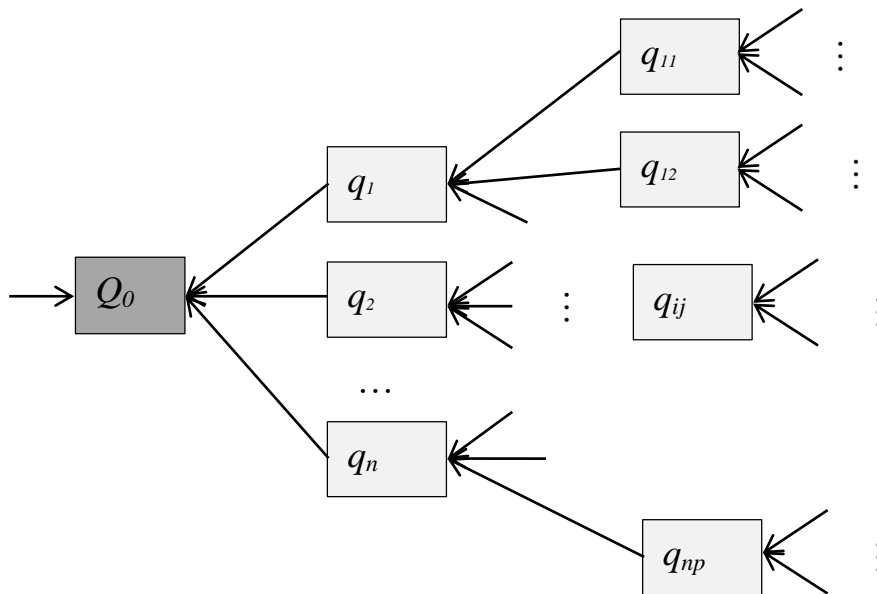 q₁₁
⋮
q₁₂
⋮
q₁
Q₀
q₂
⋮
qᵢⱼ
⋮
…
qₙ
qₙₚ
⋮